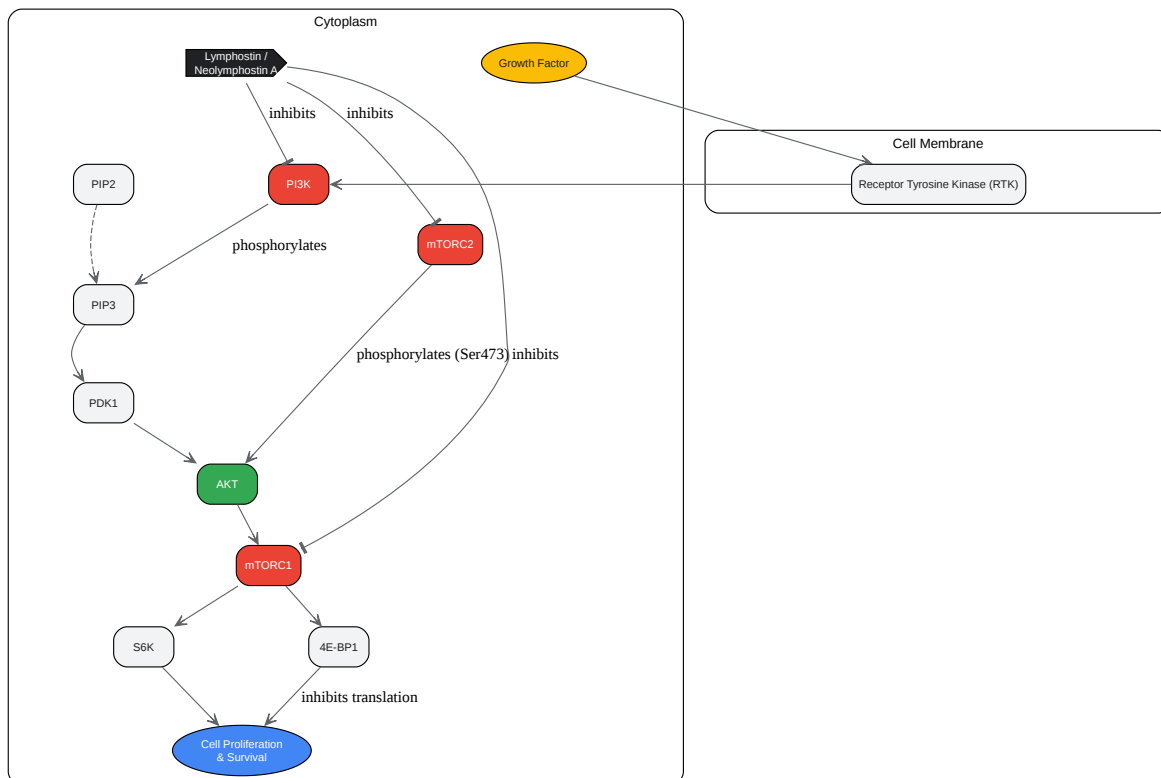 Cytoplasm
Lymphostin /
Neolymphostin A
Growth Factor
inhibits
inhibits
Cell Membrane
PIP2
PI3K
Receptor Tyrosine Kinase (RTK)
phosphorylates
mTORC2
PIP3
phosphorylates (Ser473)
inhibits
PDK1
AKT
mTORC1
S6K
4E-BP1
inhibits translation
Cell Proliferation
& Survival